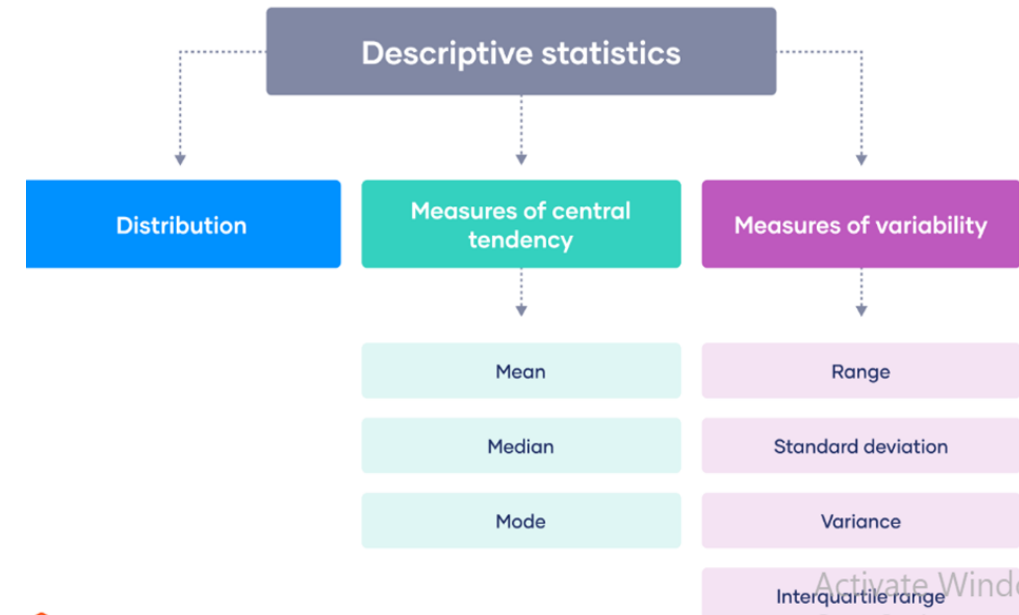 Descriptive statistics
Distribution
Measures of central
tendency
Measures of variability
Mean
Median
Mode
Range
Standard deviation
Variance
Interquartile range
Activate